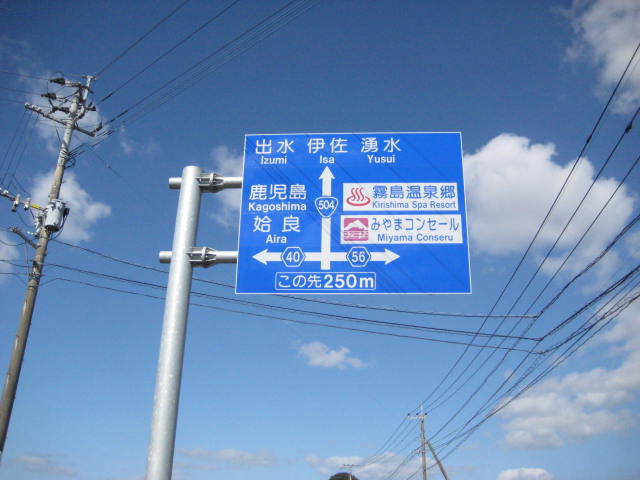 出水 伊佐 湧水
Izumi Isa Yusui
鹿児島
Kagoshima
504
霧島温泉郷
Kirishima Spa Resort
姶良
Aira
みやまコンセール
Miyama Conseru
40 56
この先250m